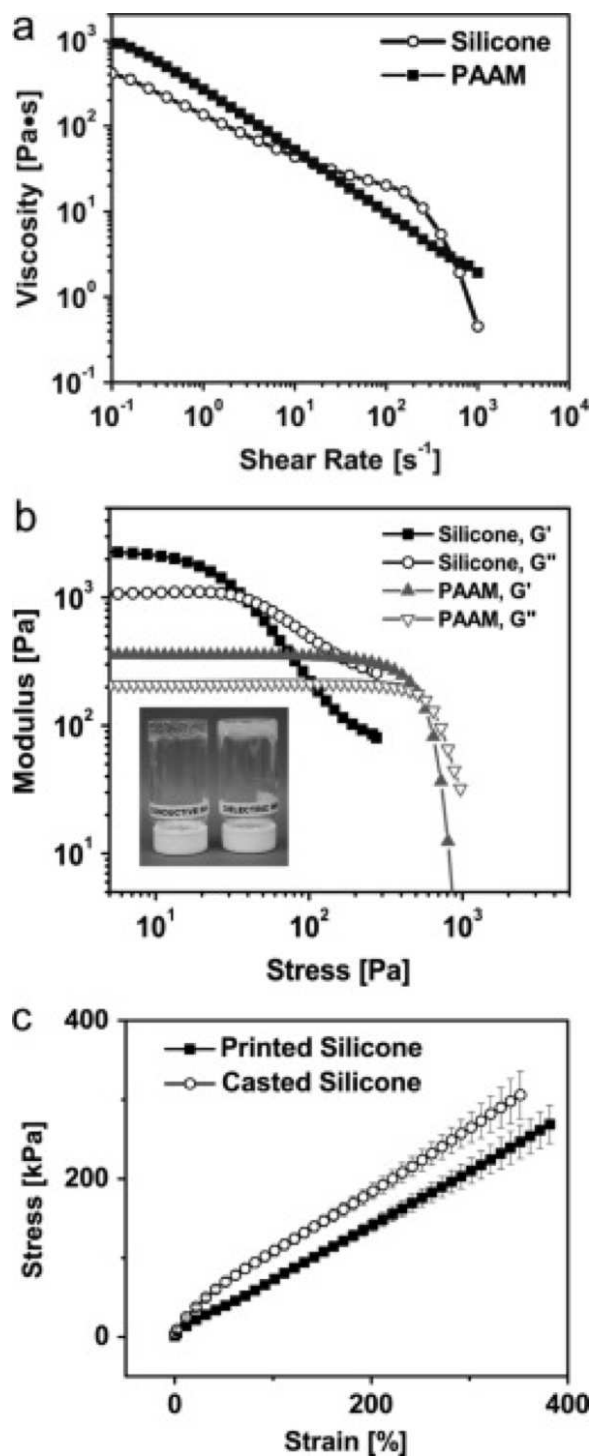 a
Silicone
PAAM
Viscosity [Pa•s]
10³
10²
10¹
10⁰
10⁻¹
10⁻¹ 10⁰ 10¹ 10² 10³ 10⁴
Shear Rate [s⁻¹]
b
Silicone, G'
Silicone, G"
PAAM, G'
PAAM, G"
Modulus [Pa]
10³
10²
10¹
10¹ 10² 10³
Stress [Pa]
c
Printed Silicone
Casted Silicone
Stress [kPa]
400
200
0
0 200 400
Strain [%]